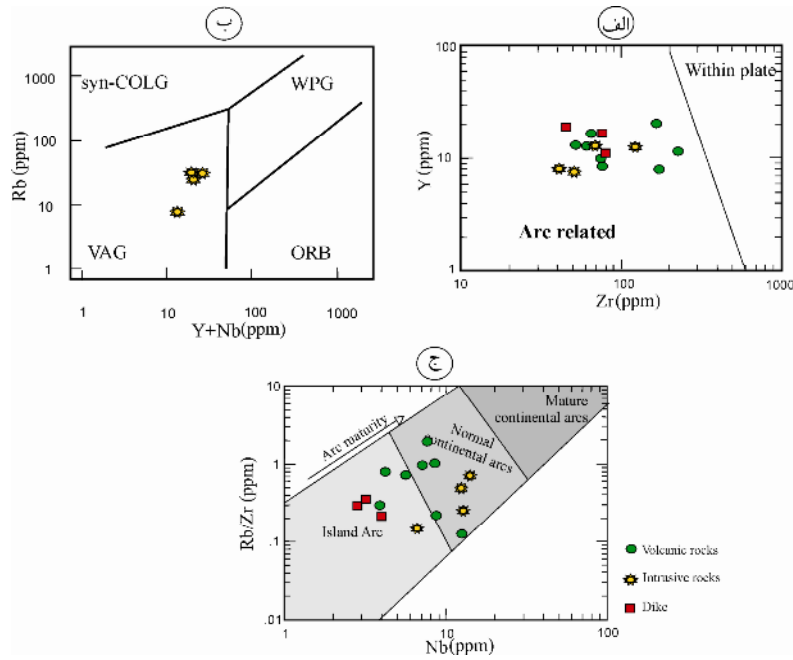 ب
1000
100
10
1
Rb (ppm)
syn-COLG
WPG
VAG
ORB
1
10
100
1000
Y+Nb(ppm)
الف
100
10
1
Y (ppm)
Within plate
Arc related
10
100
1000
Zr(ppm)
ج
10
1
.1
.01
Rb/Zr (ppm)
Arc maturity
Mature
continental arcs
Normal
continental arcs
Island Arc
1
10
100
Nb(ppm)
Volcanic rocks
Intrusive rocks
Dike